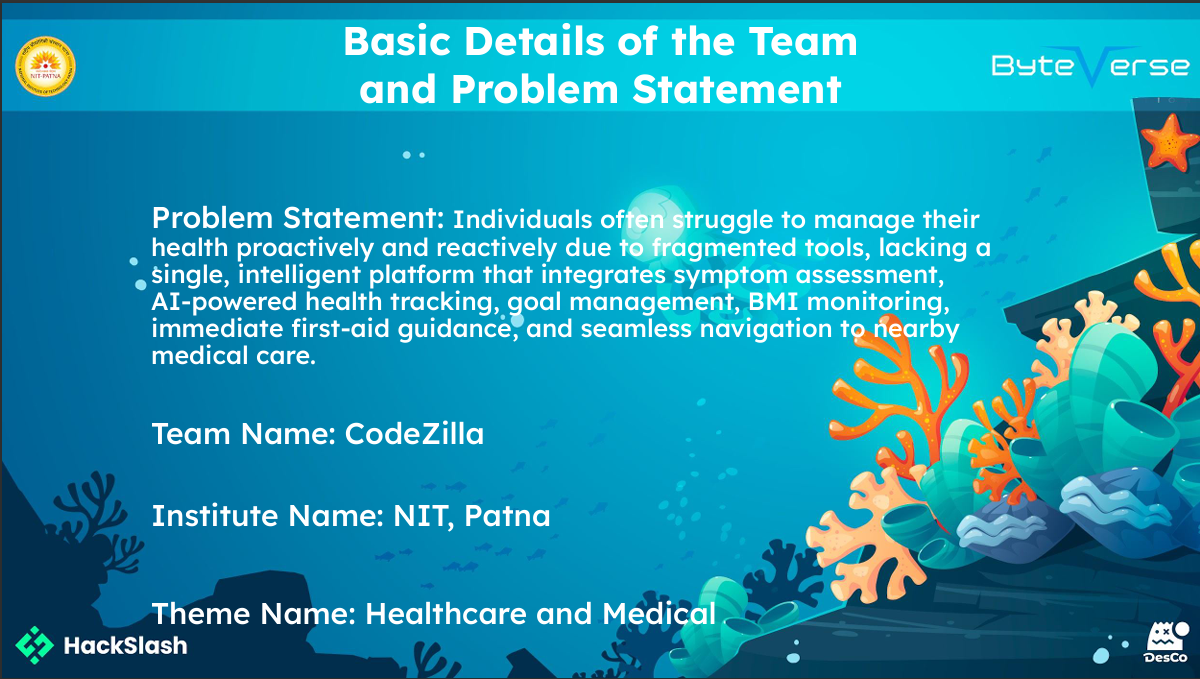 Basic Details of the Team
and Problem Statement
NIT-PATNA
ByteVerse
Problem Statement: Individuals often struggle to manage their
health proactively and reactively due to fragmented tools, lacking a
single, intelligent platform that integrates symptom assessment,
AI-powered health tracking, goal management, BMI monitoring,
immediate first-aid guidance, and seamless navigation to nearby
medical care.
Team Name: CodeZilla
Institute Name: NIT, Patna
Theme Name: Healthcare and Medical
HackSlash
DesCo